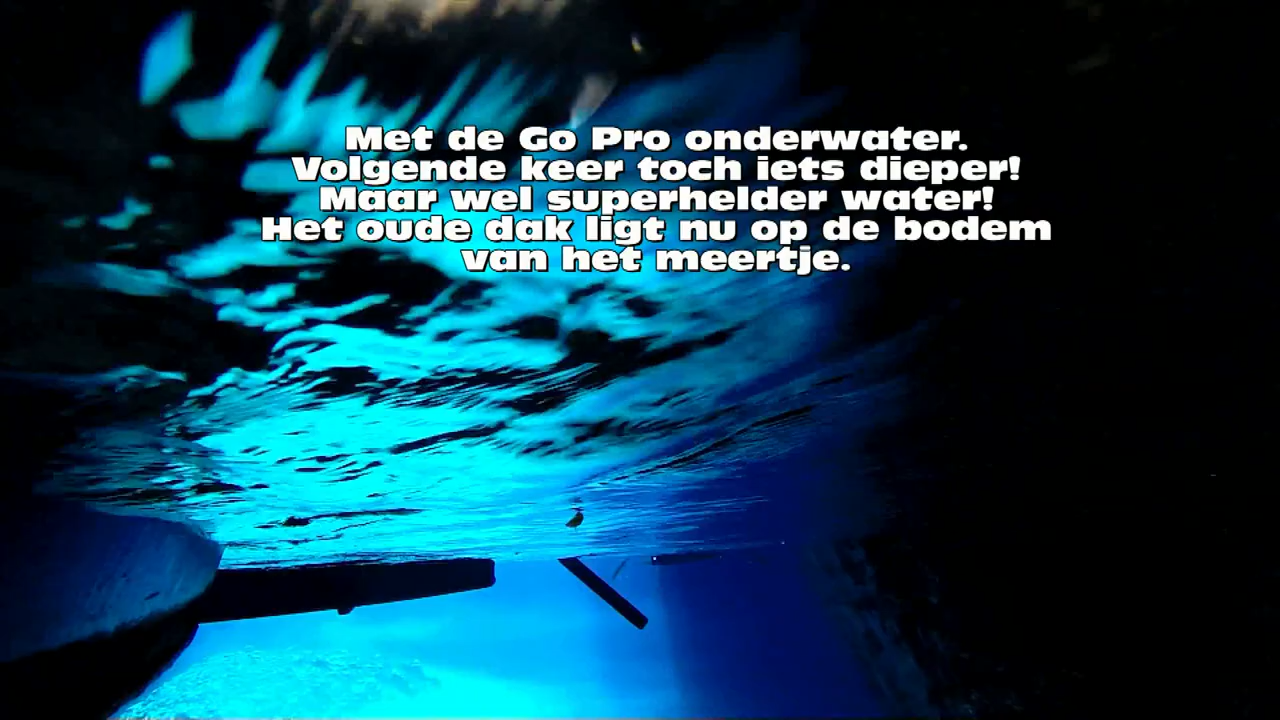 Met de Go Pro onderwater.
Volgende keer toch iets dieper!
Maar wel superhelder water!
Het oude dak ligt nu op de bodem
van het meertje.